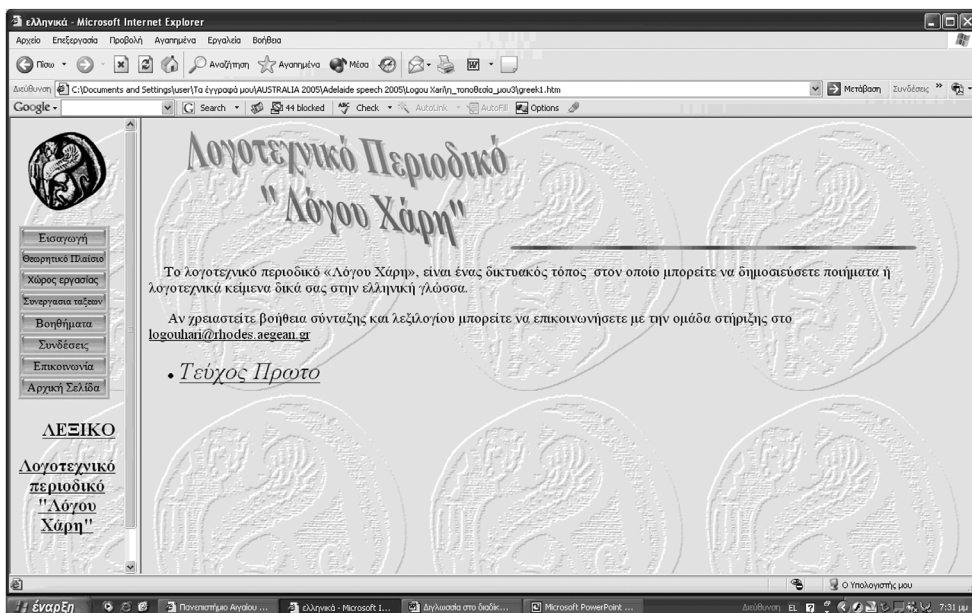 ελληνικά - Microsoft Internet Explorer
Αρχείο Επεξεργασία Προβολή Αγαπημένα Εργαλεία Βοήθεια
Πίσω Αναζήτηση Αγαπημένα Μέσα
Διεύθυνση C:\Documents and Settings\user\Τα έγγραφά μου\AUSTRALIA 2005\Adelaide speech 2005\Logou Xari\η_τοποθεσία_μου3\greek1.htm Μετάβαση Συνδέσεις »
Google Search 44 blocked Check AutoLink AutoFill Options
Λογοτεχνικό Περιοδικό
" Λόγου Χάρη"
Εισαγωγή
Θεωρητικό Πλαίσιο
Χώρος εργασίας
Συνεργασια ταξεων
Βοηθήματα
Συνδέσεις
Επικοινωνία
Αρχική Σελίδα
ΛΕΞΙΚΟ
Λογοτεχνικό
περιοδικό
"Λόγου
Χάρη"
Το λογοτεχνικό περιοδικό «Λόγου Χάρη», είναι ένας δικτυακός τόπος στον οποίο μπορείτε να δημοσιεύσετε ποιήματα ή
λογοτεχνικά κείμενα δικά σας στην ελληνική γλώσσα.
Αν χρειαστείτε βοήθεια σύνταξης και λεξιλογίου μπορείτε να επικοινωνήσετε με την ομάδα στήριξης στο
logouhari@rhodes.aegean.gr
• Τεύχος Πρωτο
Ο Υπολογιστής μου
έναρξη Πανεπιστήμιο Αιγαίου ... ελληνικά - Microsoft I... Διγλωσσία στο διαδίκ... Microsoft PowerPoint ... Διεύθυνση EL 7:31 μμ